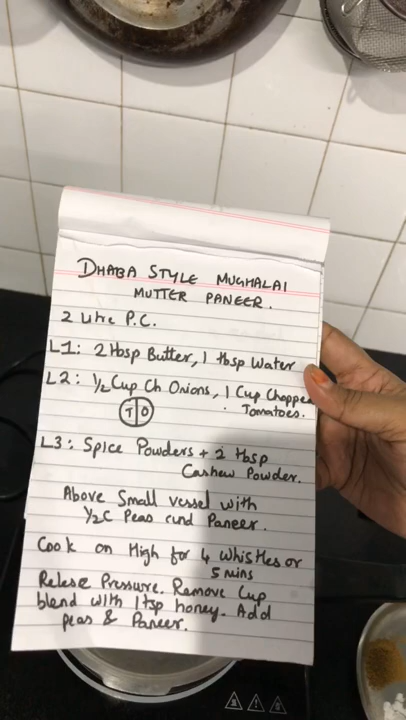 DHABA STYLE MUGHALAI
MUTTER PANEER.
2 Litre P.C.
L1: 2 tbsp Butter, 1 tbsp Water
L2: 1/2 Cup Ch Onions, 1 Cup Chopped
Tomatoes.
T O
L3: Spice Powders + 2 tbsp
Cashew Powder.
Above Small vessel with
1/2 C Peas and Paneer.
Cook on High for 4 Whistles or
5 mins
Relese Pressure. Remove Cup
blend with 1 tsp honey. Add
peas & Paneer.